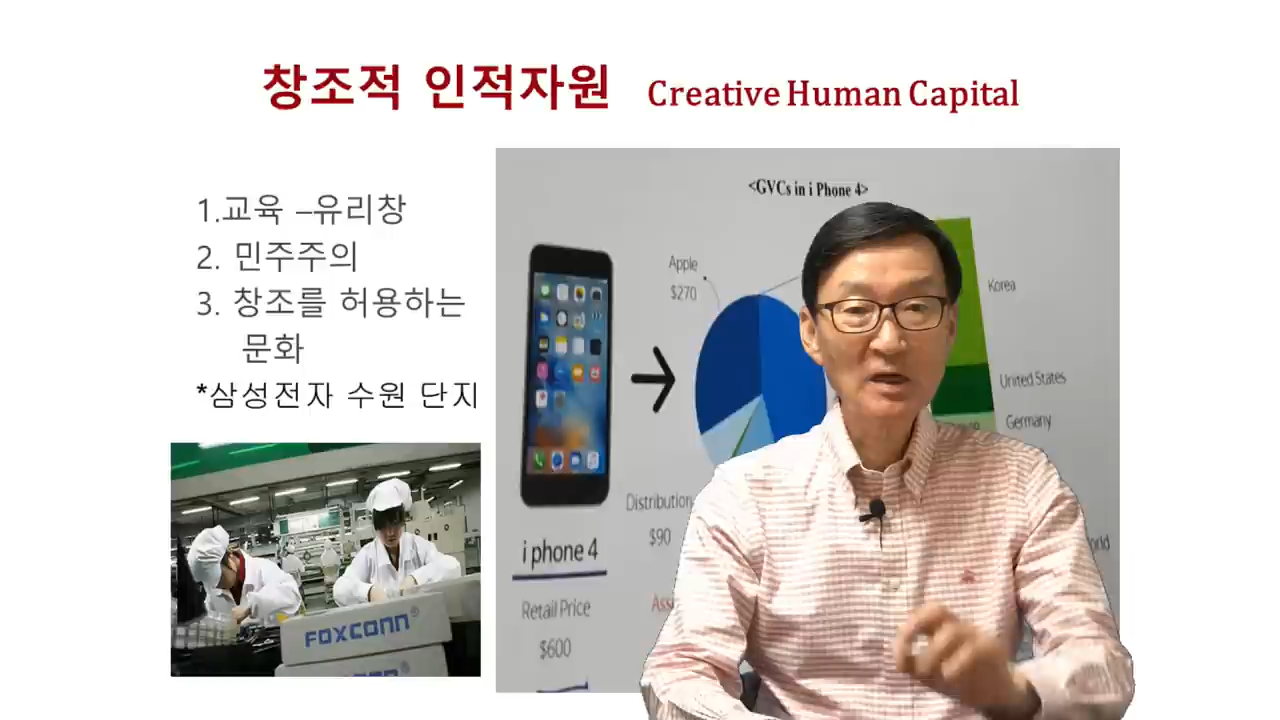 창조적 인적자원 Creative Human Capital
1.교육 –유리창
2. 민주주의
3. 창조를 허용하는
문화
*삼성전자 수원 단지
FOXCONN
<GVCs in i Phone 4>
Apple
$270
Korea
United States
Germany
Distribution
$90
i phone 4
Retail Price
$600